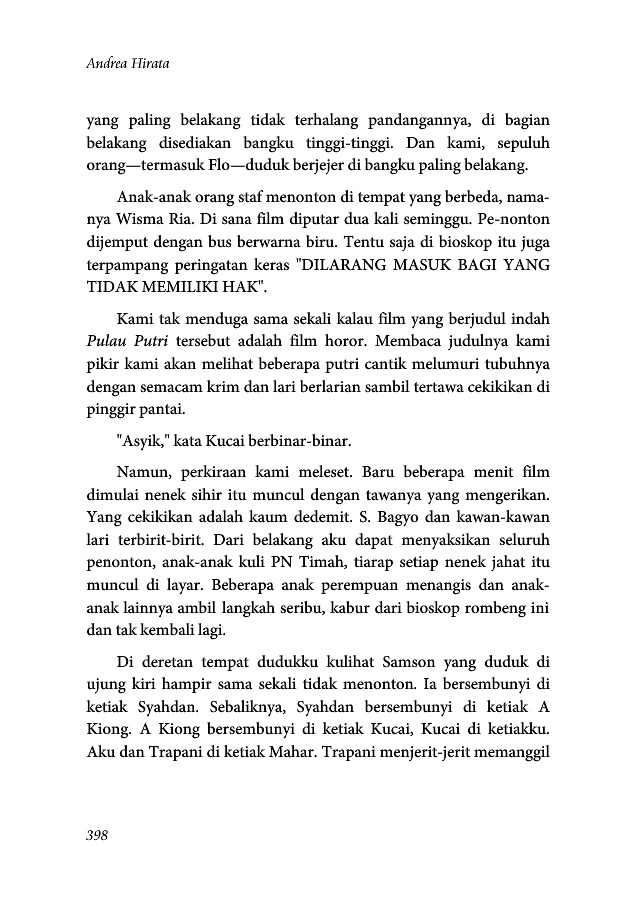 Andrea Hirata
yang paling belakang tidak terhalang pandangannya, di bagian
belakang disediakan bangku tinggi-tinggi. Dan kami, sepuluh
orang—termasuk Flo—duduk berjejer di bangku paling belakang.
Anak-anak orang staf menonton di tempat yang berbeda, nama-
nya Wisma Ria. Di sana film diputar dua kali seminggu. Pe-nonton
dijemput dengan bus berwarna biru. Tentu saja di bioskop itu juga
terpampang peringatan keras "DILARANG MASUK BAGI YANG
TIDAK MEMILIKI HAK".
Kami tak menduga sama sekali kalau film yang berjudul indah
Pulau Putri tersebut adalah film horor. Membaca judulnya kami
pikir kami akan melihat beberapa putri cantik melumuri tubuhnya
dengan semacam krim dan lari berlarian sambil tertawa cekikikan di
pinggir pantai.
"Asyik," kata Kucai berbinar-binar.
Namun, perkiraan kami meleset. Baru beberapa menit film
dimulai nenek sihir itu muncul dengan tawanya yang mengerikan.
Yang cekikikan adalah kaum dedemit. S. Bagyo dan kawan-kawan
lari terbirit-birit. Dari belakang aku dapat menyaksikan seluruh
penonton, anak-anak kuli PN Timah, tiarap setiap nenek jahat itu
muncul di layar. Beberapa anak perempuan menangis dan anak-
anak lainnya ambil langkah seribu, kabur dari bioskop rombeng ini
dan tak kembali lagi.
Di deretan tempat dudukku kulihat Samson yang duduk di
ujung kiri hampir sama sekali tidak menonton. Ia bersembunyi di
ketiak Syahdan. Sebaliknya, Syahdan bersembunyi di ketiak A
Kiong. A Kiong bersembunyi di ketiak Kucai, Kucai di ketiakku.
Aku dan Trapani di ketiak Mahar. Trapani menjerit-jerit memanggil
398